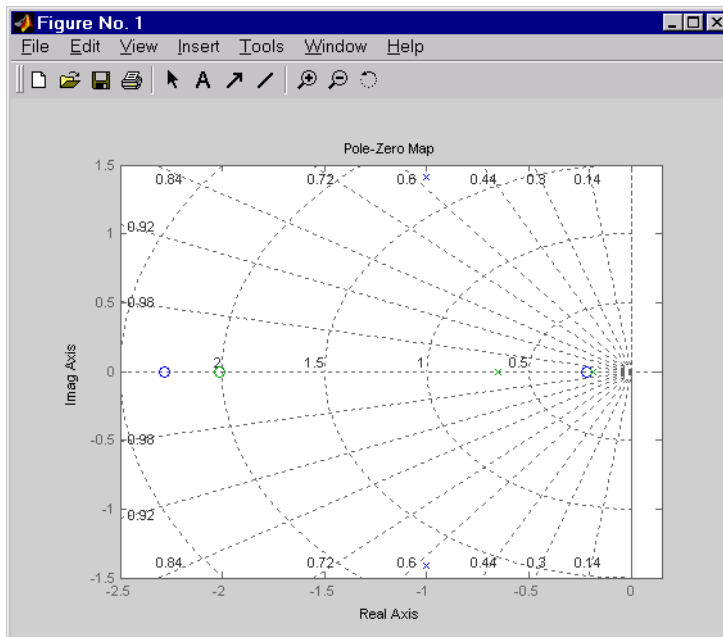 Figure No. 1
File Edit View Insert Tools Window Help
A
Pole-Zero Map
1.5
0.84 0.72 0.6 0.44 0.3 0.14
0.92
1
0.98
0.5
2 1.5 1 0.5
0
Imag Axis
0.98
-0.5
-1
0.92
0.84 0.72 0.6 0.44 0.3 0.14
-1.5
-2.5 -2 -1.5 -1 -0.5 0
Real Axis